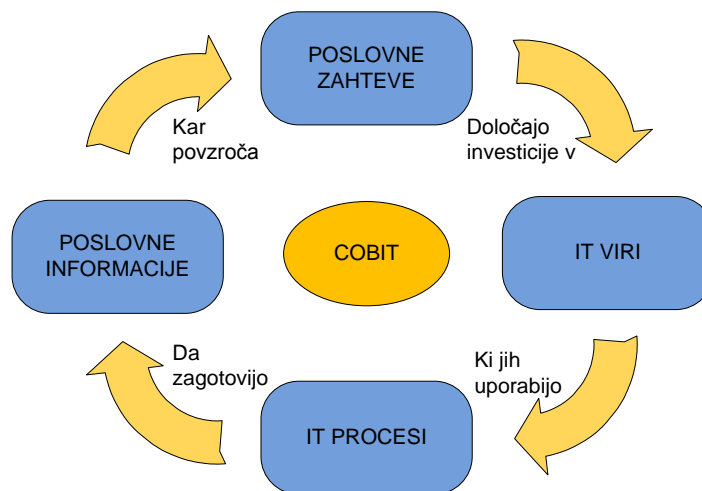 POSLOVNE
ZAHTEVE
Kar
povzroča
Določajo
investicije v
POSLOVNE
INFORMACIJE
COBIT
IT VIRI
Da
zagotovijo
Ki jih
uporabijo
IT PROCESI